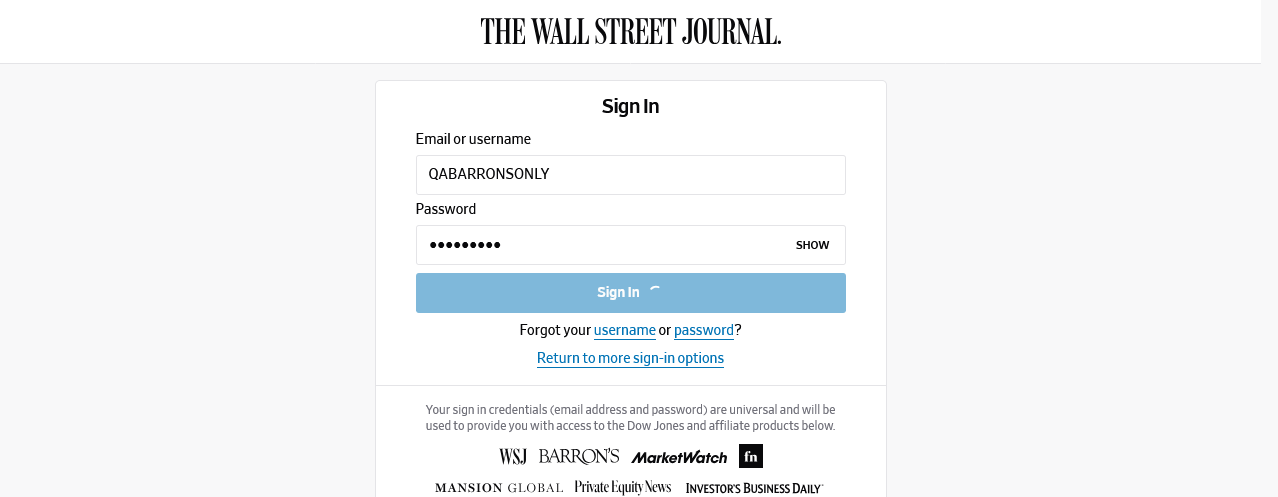 THE WALL STREET JOURNAL.
Sign In
Email or username
QABARRONSONLY
Password
●●●●●●●●● SHOW
Sign In
Forgot your username or password?
Return to more sign-in options
Your sign in credentials (email address and password) are universal and will be
used to provide you with access to the Dow Jones and affiliate products below.
WSJ BARRON'S MarketWatch fn
MANSION GLOBAL Private Equity News INVESTOR'S BUSINESS DAILY